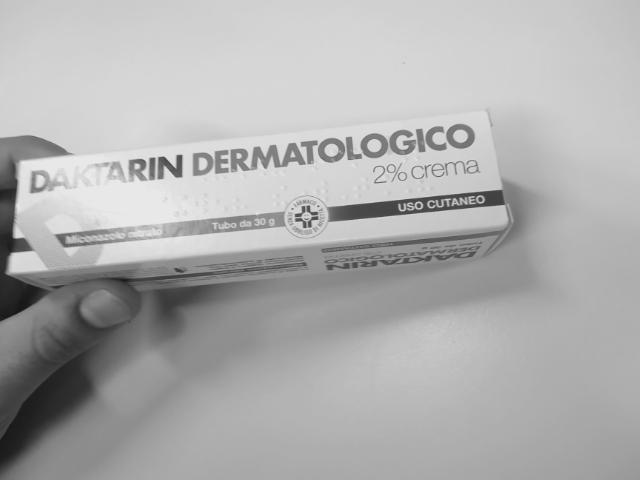 DAKTARIN DERMATOLOGICO
2% crema
Miconazolo nitrato
Tubo da 30 g
USO CUTANEO
DAKTARIN
DERMATOLOGICO